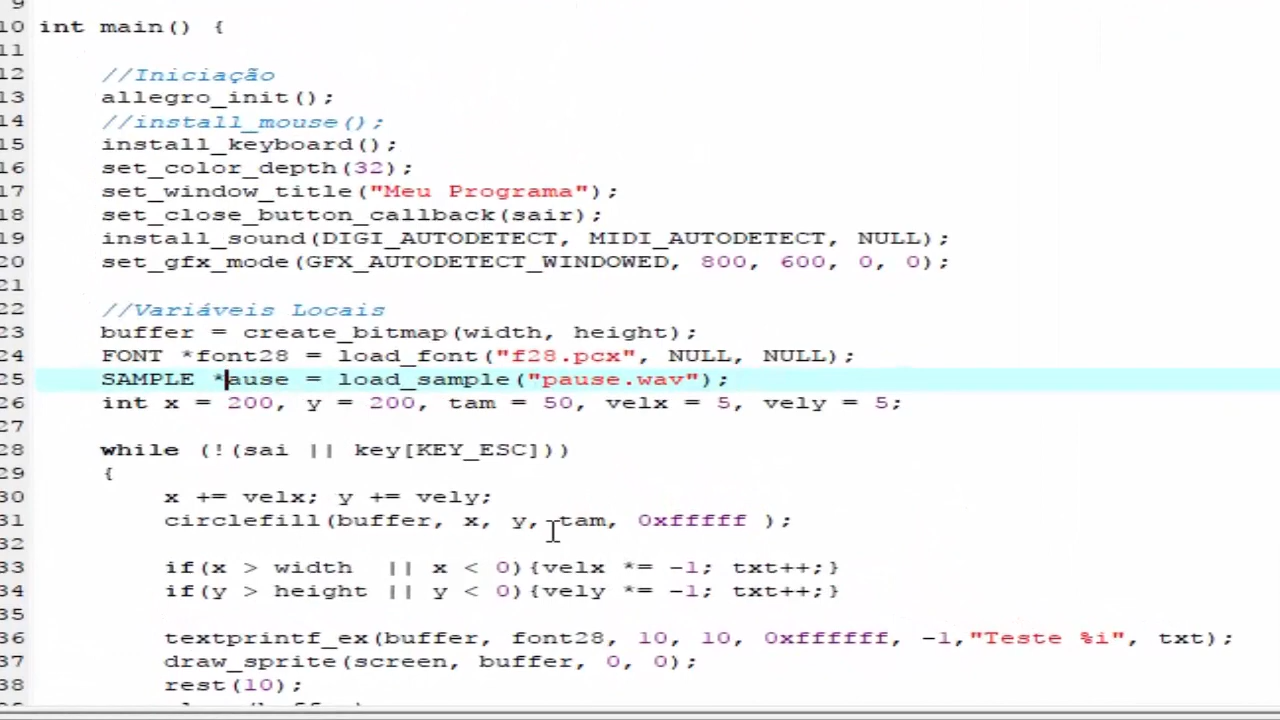 9
10 int main() {
11
12 //Iniciação
13 allegro_init();
14 //install_mouse();
15 install_keyboard();
16 set_color_depth(32);
17 set_window_title("Meu Programa");
18 set_close_button_callback(sair);
19 install_sound(DIGI_AUTODETECT, MIDI_AUTODETECT, NULL);
20 set_gfx_mode(GFX_AUTODETECT_WINDOWED, 800, 600, 0, 0);
21
22 //Variáveis Locais
23 buffer = create_bitmap(width, height);
24 FONT *font28 = load_font("f28.pcx", NULL, NULL);
25 SAMPLE *ause = load_sample("pause.wav");
26 int x = 200, y = 200, tam = 50, velx = 5, vely = 5;
27
28 while (!(sai || key[KEY_ESC]))
29 {
30 x += velx; y += vely;
31 circlefill(buffer, x, y, tam, 0xfffff );
32
33 if(x > width  || x < 0){velx *= -1; txt++;}
34 if(y > height || y < 0){vely *= -1; txt++;}
35
36 textprintf_ex(buffer, font28, 10, 10, 0xffffff, -1,"Teste %i", txt);
37 draw_sprite(screen, buffer, 0, 0);
38 rest(10);